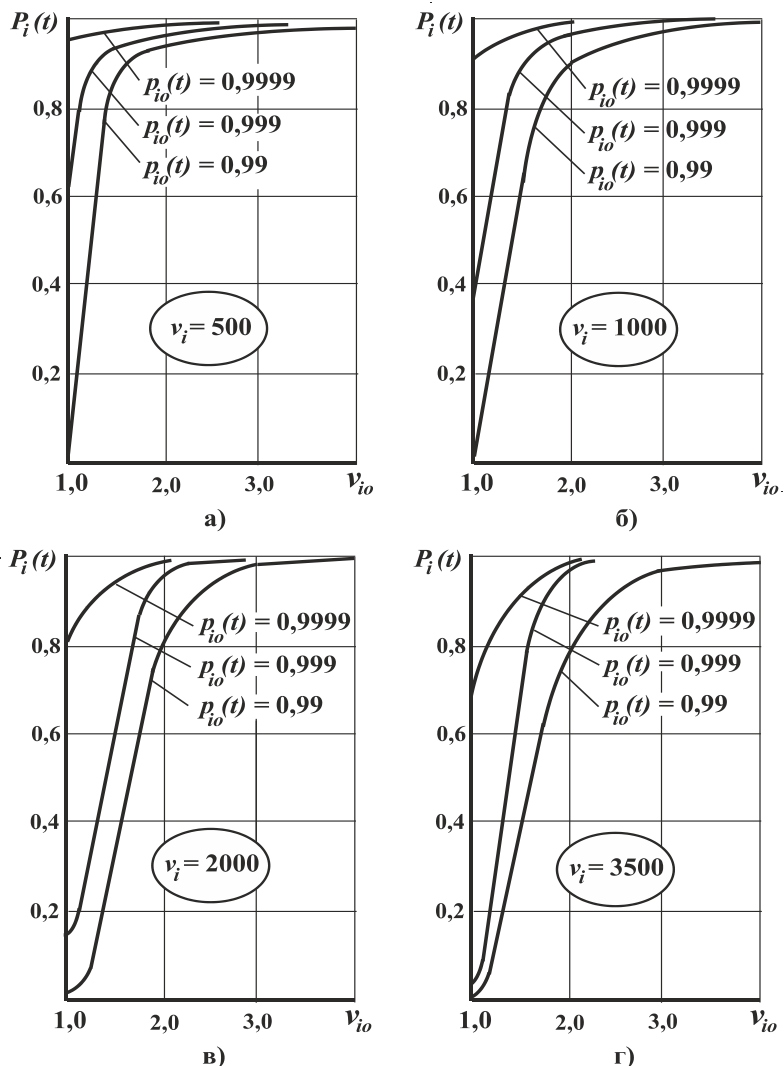 P_i (t)
0,8
0,6
0,4
0,2
1,0
2,0
3,0
v_io
p_io(t) = 0,9999
p_io(t) = 0,999
p_io(t) = 0,99
v_i = 500
а)
P_i (t)
0,8
0,6
0,4
0,2
1,0
2,0
3,0
v_io.
p_io(t) = 0,9999
p_io(t) = 0,999
p_io(t) = 0,99
v_i = 1000
б)
P_i (t)
0,8
0,6
0,4
0,2
1,0
2,0
3,0
v_io
p_io(t) = 0,9999
p_io(t) = 0,999
p_io(t) = 0,99
v_i = 2000
в)
P_i (t)
0,8
0,6
0,4
0,2
1,0
2,0
3,0
v_io
p_io(t) = 0,9999
p_io(t) = 0,999
p_io(t) = 0,99
v_i = 3500
г)